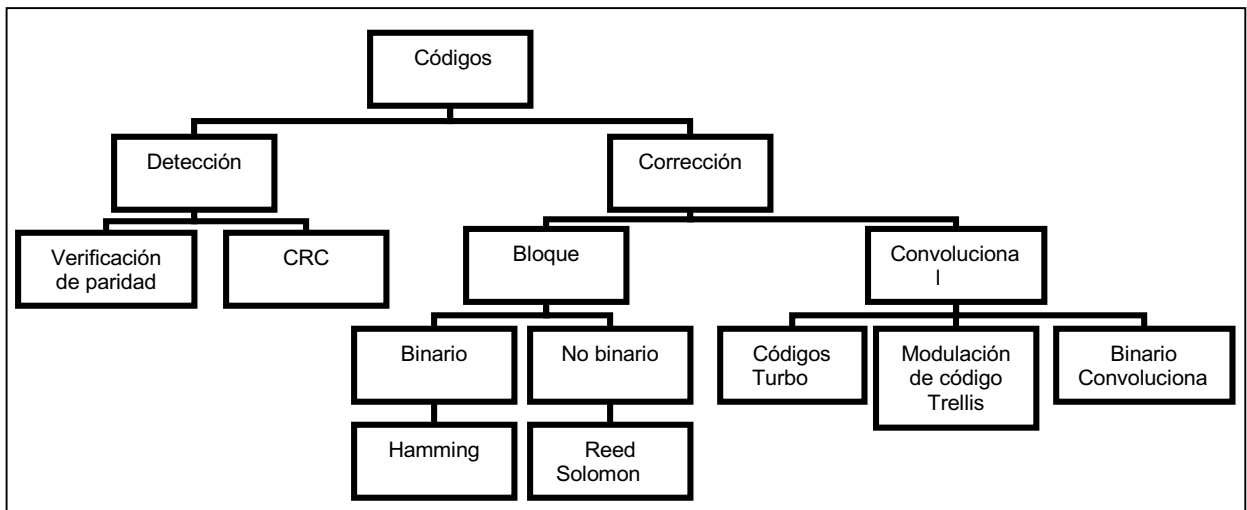 Códigos
Detección
Corrección
Verificación
de paridad
CRC
Bloque
Convoluciona
l
Binario
No binario
Códigos
Turbo
Modulación
de código
Trellis
Binario
Convoluciona
Hamming
Reed
Solomon